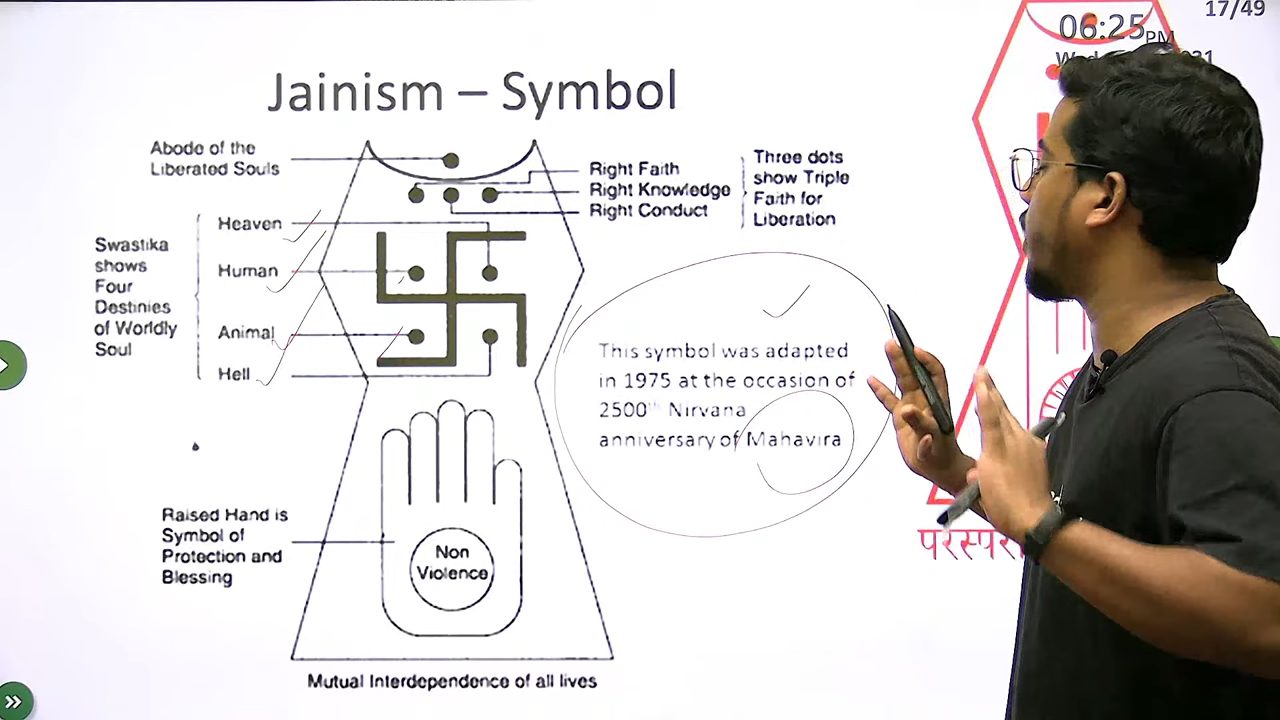 17/49
06:25PM
Jainism – Symbol
Abode of the
Liberated Souls
Right Faith
Right Knowledge
Right Conduct
Three dots
show Triple
Faith for
Liberation
Swastika
shows
Four
Destinies
of Worldly
Soul
Heaven
Human
Animal
Hell
This symbol was adapted
in 1975 at the occasion of
2500th Nirvana
anniversary of Mahavira
Raised Hand is
Symbol of
Protection and
Blessing
Non
Violence
Mutual Interdependence of all lives